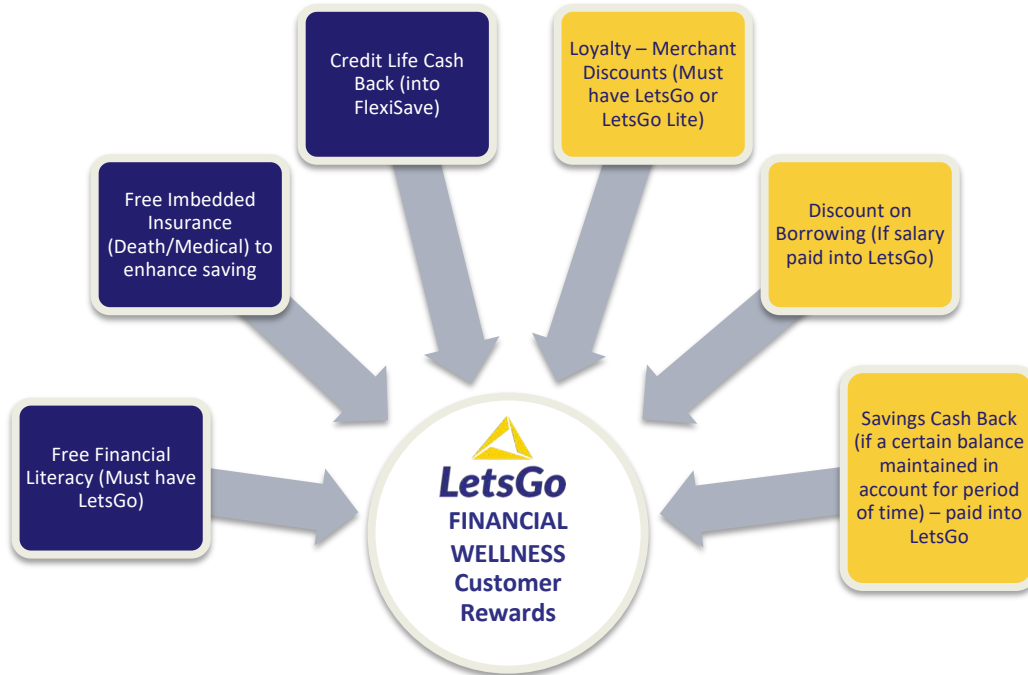 Credit Life Cash
Back (into
FlexiSave)
Loyalty – Merchant
Discounts (Must
have LetsGo or
LetsGo Lite)
Free Imbedded
Insurance
(Death/Medical) to
enhance saving
Discount on
Borrowing (If salary
paid into LetsGo)
Free Financial
Literacy (Must have
LetsGo)
Savings Cash Back
(if a certain balance
maintained in
account for period
of time) – paid into
LetsGo
LetsGo
FINANCIAL
WELLNESS
Customer
Rewards